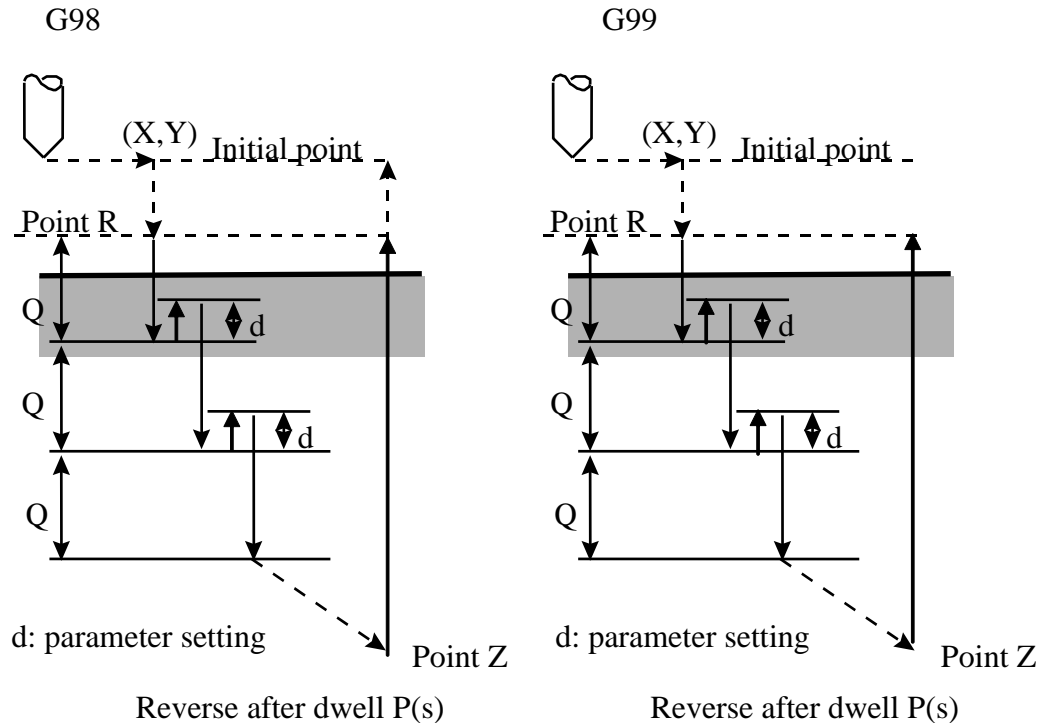 G98
(X,Y)
Initial point
Point R
Q
d
Q
d
Q
d: parameter setting
Point Z
Reverse after dwell P(s)
G99
(X,Y)
Initial point
Point R
Q
d
Q
d
Q
d: parameter setting
Point Z
Reverse after dwell P(s)